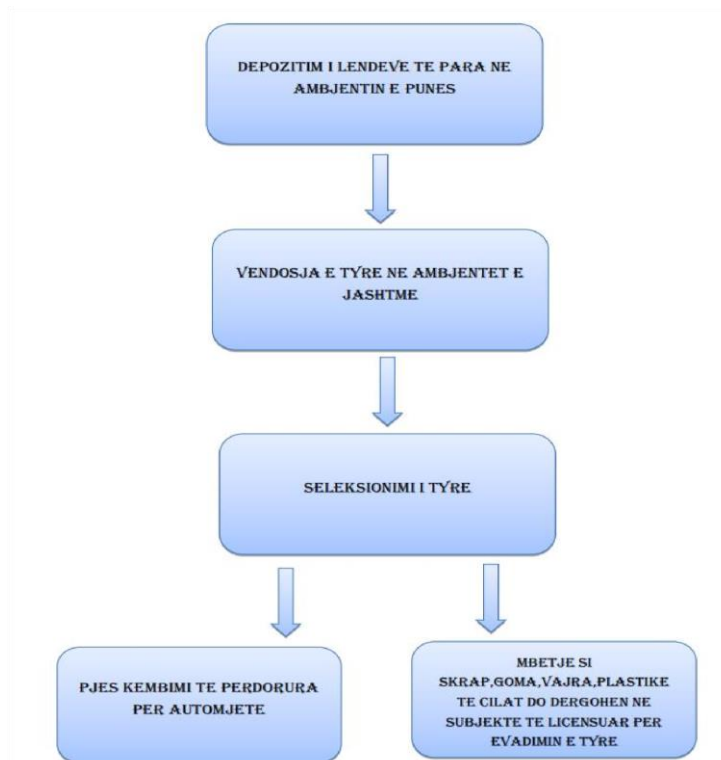 DEPOZITIM I LENDEVE TE PARA NE
AMBJENTIN E PUNES
VENDOSJA E TYRE NE AMBJENTET E
JASHTME
SELEKSIONIMI I TYRE
PJES KEMBIMI TE PERDORURA
PER AUTOMJETE
MBETJE SI
SKRAP,GOMA,VAJRA,PLASTIKE
TE CILAT DO DERGOHEN NE
SUBJEKTE TE LICENSUAR PER
EVADIMIN E TYRE